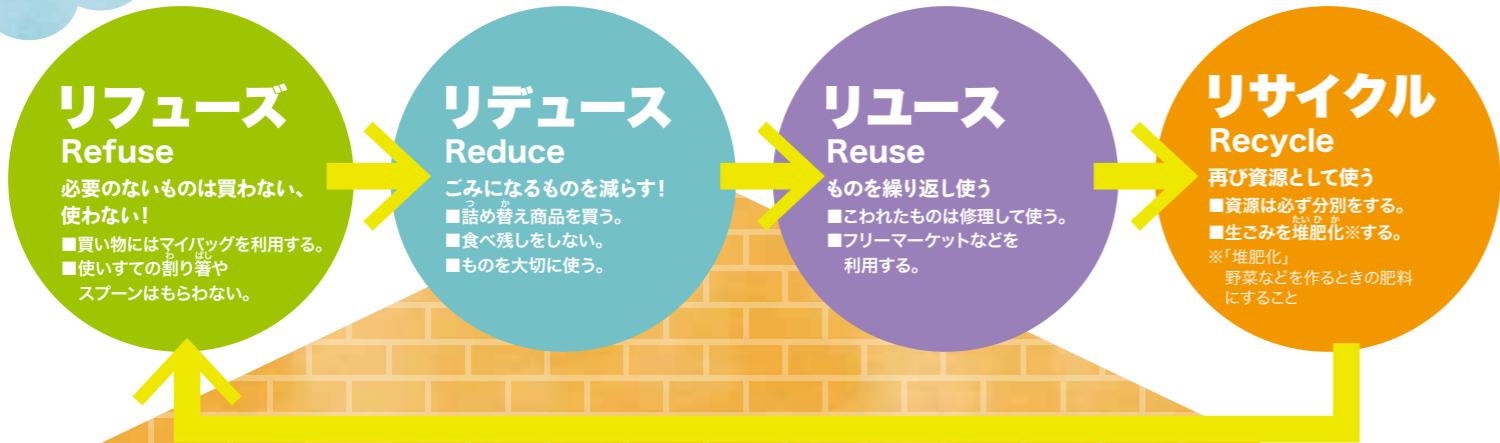 リフューズ
Refuse
必要のないものは買わない、
使わない！
■買い物にはマイバッグを利用する。
■使いすての割り箸や
スプーンはもらわない。
わ ばし
リデュース
Reduce
ごみになるものを減らす！
■詰め替え商品を買う。
つ か
■食べ残しをしない。
■ものを大切に使う。
リユース
Reuse
ものを繰り返し使う
■こわれたものは修理して使う。
■フリーマーケットなどを
利用する。
リサイクル
Recycle
再び資源として使う
■資源は必ず分別をする。
■生ごみを堆肥化※する。
たい ひ か
※「堆肥化」
野菜などを作るときの肥料
にすること